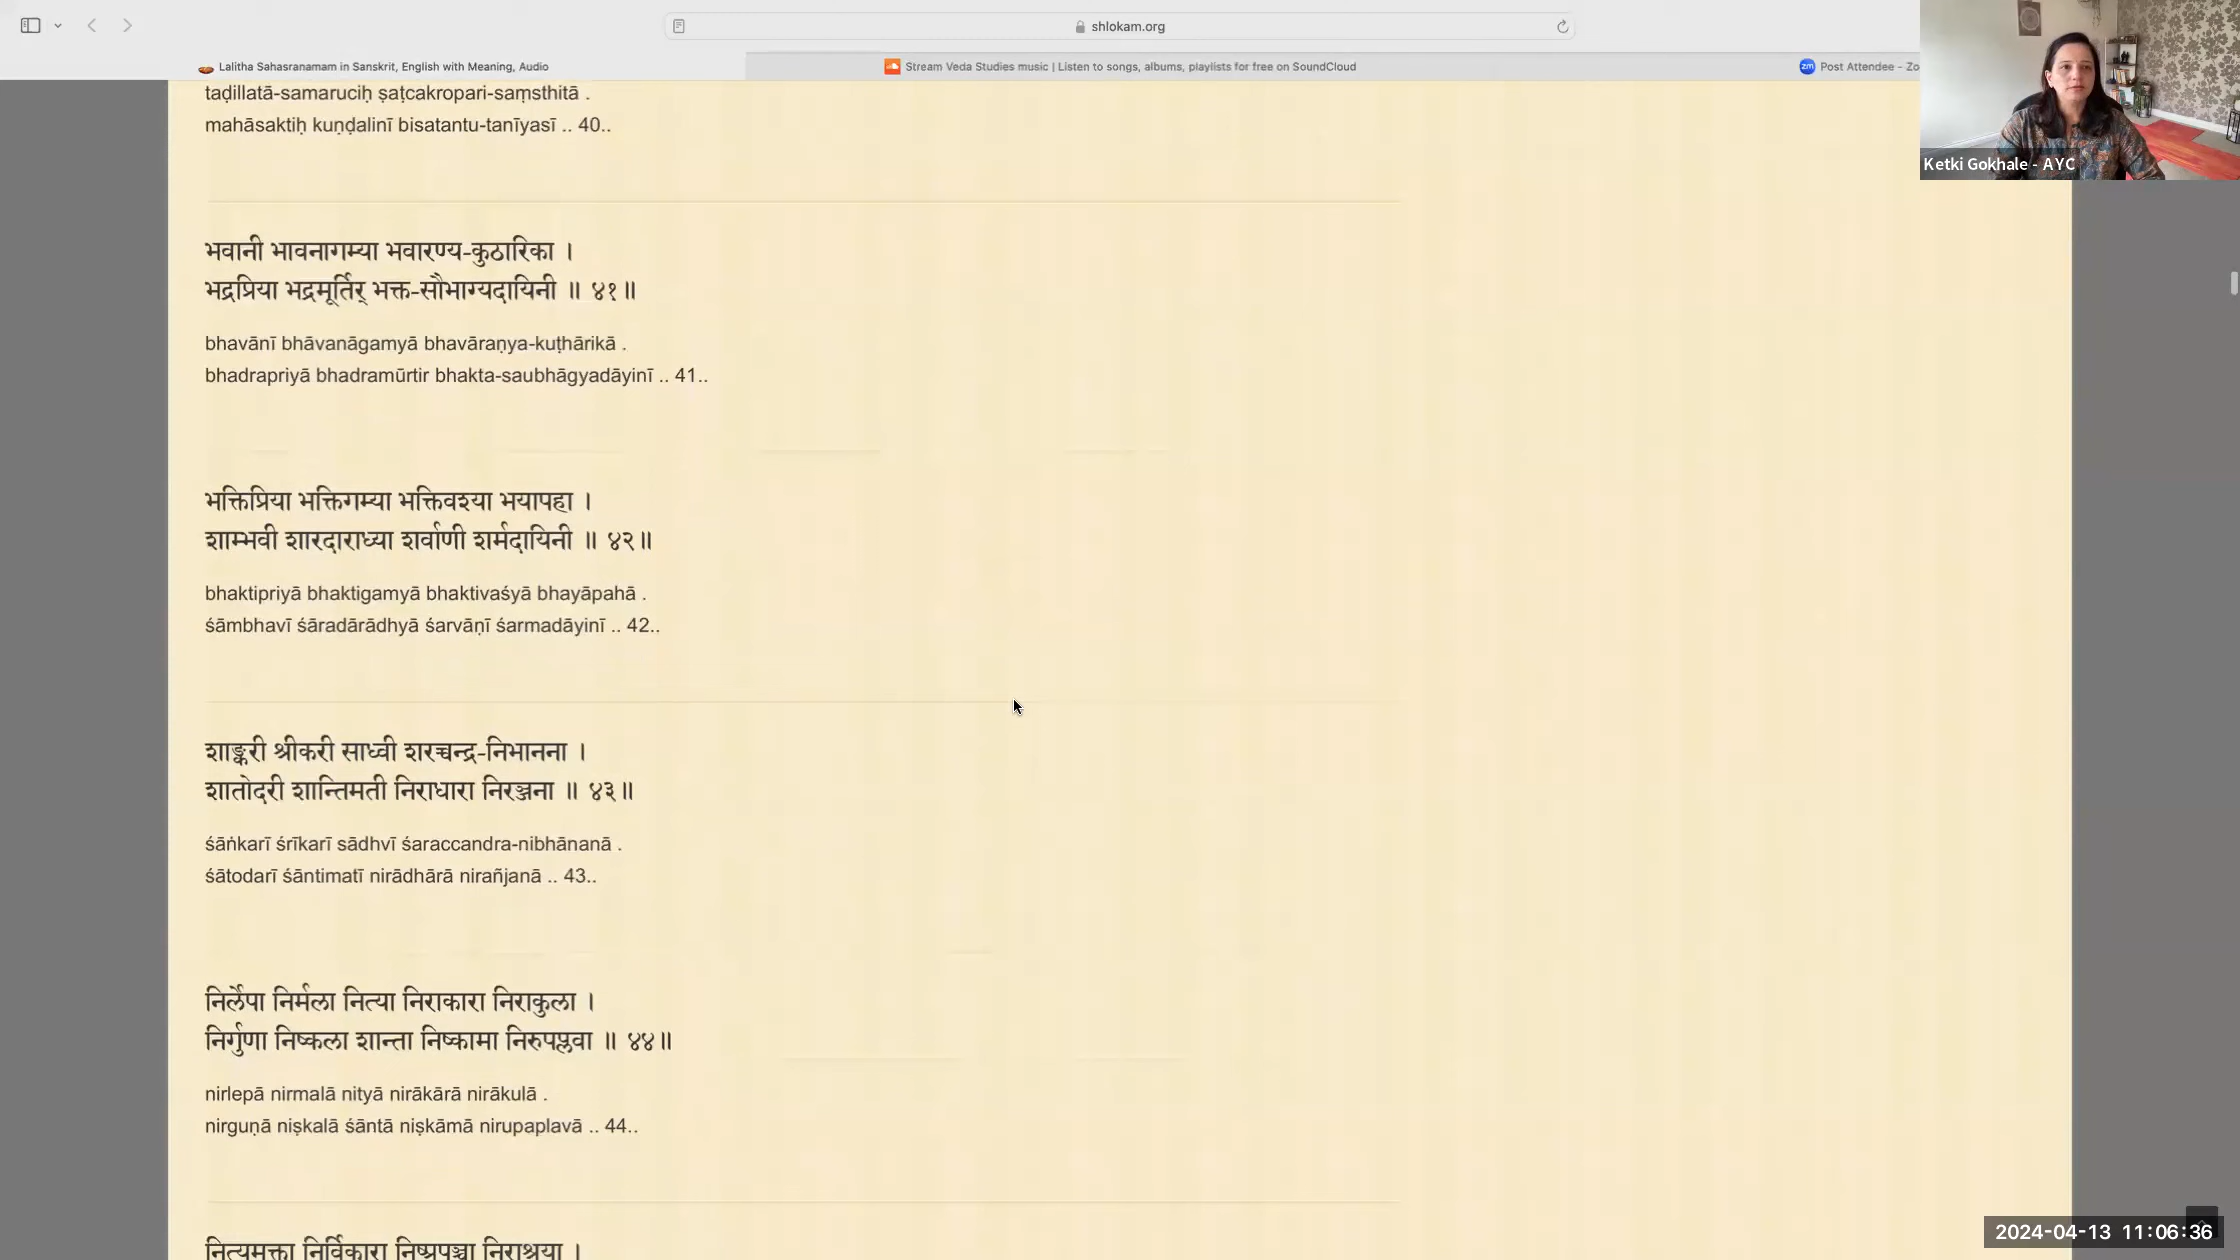 shlokam.org
Lalitha Sahasranamam in Sanskrit, English with Meaning, Audio
Stream Veda Studies music | Listen to songs, albums, playlists for free on SoundCloud
zm Post Attendee - Zo
Ketki Gokhale - AYC
taḍillatā-samaruciḥ ṣaṭcakropari-saṃsthitā .
mahāsaktiḥ kuṇḍalinī bisatantu-tanīyasī .. 40..
भवानी भावनागम्या भवारण्य-कुठारिका ।
भद्रप्रिया भद्रमूर्तिर् भक्त-सौभाग्यदायिनी ॥ ४१॥
bhavānī bhāvanāgamyā bhavāraṇya-kuṭhārikā .
bhadrapriyā bhadramūrtir bhakta-saubhāgyadāyinī .. 41..
भक्तिप्रिया भक्तिगम्या भक्तिवश्या भयापहा ।
शाम्भवी शारदाराध्या शर्वाणी शर्मदायिनी ॥ ४२॥
bhaktipriyā bhaktigamyā bhaktivaśyā bhayāpahā .
śāmbhavī śāradārādhyā śarvāṇī śarmadāyinī .. 42..
शाङ्करी श्रीकरी साध्वी शरच्चन्द्र-निभानना ।
शातोदरी शान्तिमती निराधारा निरञ्जना ॥ ४३॥
śāṅkarī śrīkarī sādhvī śaraccandra-nibhānanā .
śātodarī śāntimatī nirādhārā nirañjanā .. 43..
निर्लेपा निर्मला नित्या निराकारा निराकुला ।
निर्गुणा निष्कला शान्ता निष्कामा निरुपप्लवा ॥ ४४॥
nirlepā nirmalā nityā nirākārā nirākulā .
nirguṇā niṣkalā śāntā niṣkāmā nirupaplavā .. 44..
नित्यमुक्ता निर्विकारा निष्प्रपञ्चा निराश्रया ।
2024-04-13 11:06:36